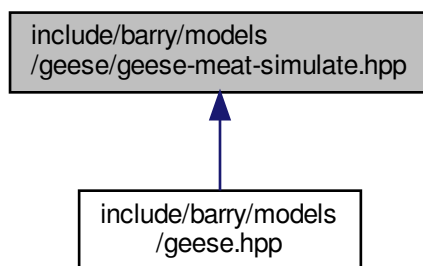 include/barry/models
/geese/geese-meat-simulate.hpp
include/barry/models
/geese.hpp